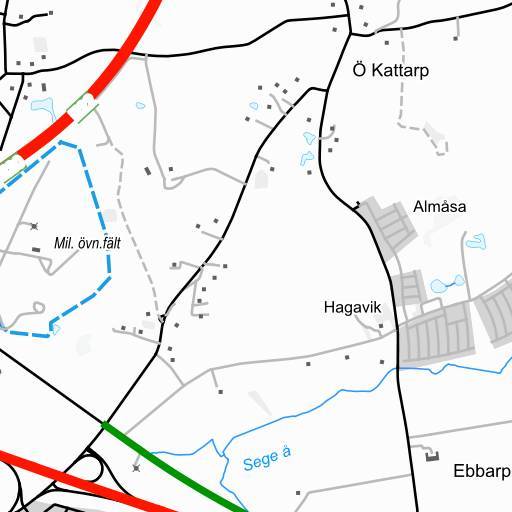 Ö Kattarp
Almåsa
Mil. övn.fält
Hagavik
Sege å
Ebbarp